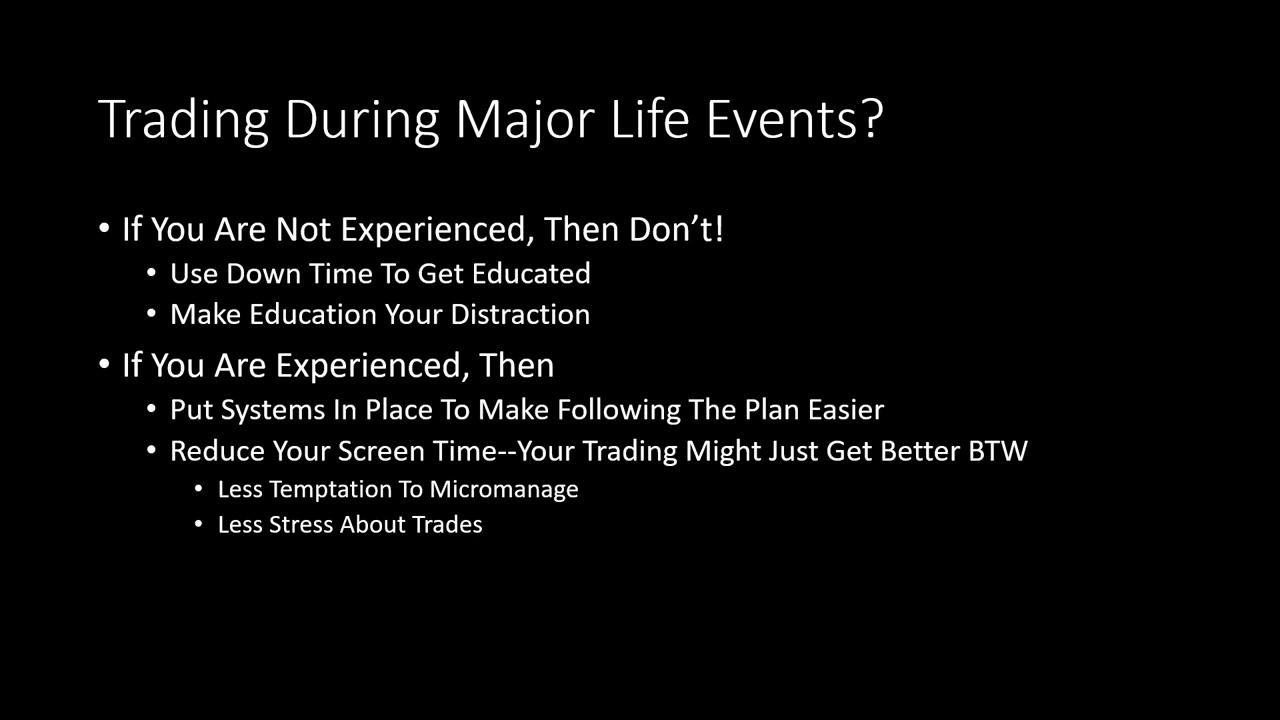 Trading During Major Life Events?
• If You Are Not Experienced, Then Don’t!
• Use Down Time To Get Educated
• Make Education Your Distraction
• If You Are Experienced, Then
• Put Systems In Place To Make Following The Plan Easier
• Reduce Your Screen Time--Your Trading Might Just Get Better BTW
• Less Temptation To Micromanage
• Less Stress About Trades